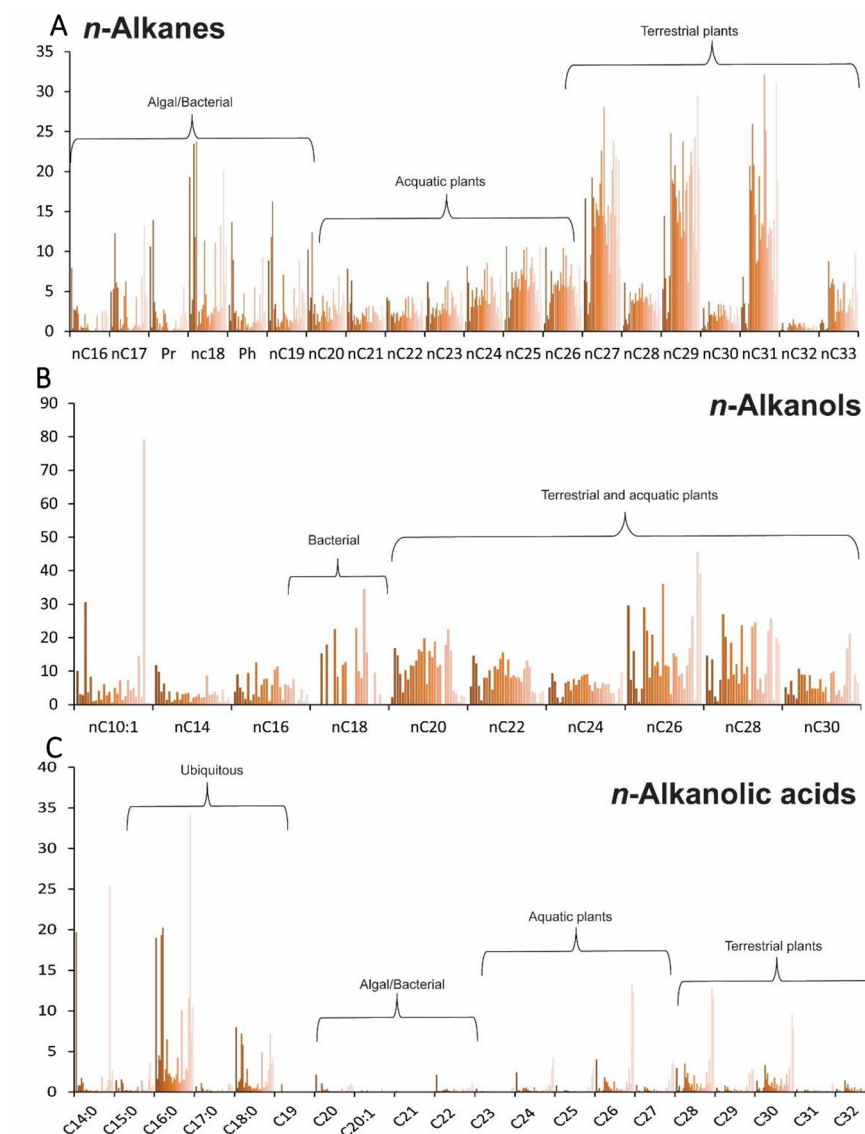 A
n-Alkanes
Terrestrial plants
Algal/Bacterial
Acquatic plants
35
30
25
20
15
10
5
0
nC16 nC17 Pr nc18 Ph nC19 nC20 nC21 nC22 nC23 nC24 nC25 nC26 nC27 nC28 nC29 nC30 nC31 nC32 nC33
B
n-Alkanols
Terrestrial and acquatic plants
Bacterial
90
80
70
60
50
40
30
20
10
0
nC10:1 nC14 nC16 nC18 nC20 nC22 nC24 nC26 nC28 nC30
C
n-Alkanolic acids
Ubiquitous
Aquatic plants
Terrestrial plants
Algal/Bacterial
40
35
30
25
20
15
10
5
0
C14:0 C15:0 C16:0 C17:0 C18:0 C19 C20 C20:1 C21 C22 C23 C24 C25 C26 C27 C28 C29 C30 C31 C32